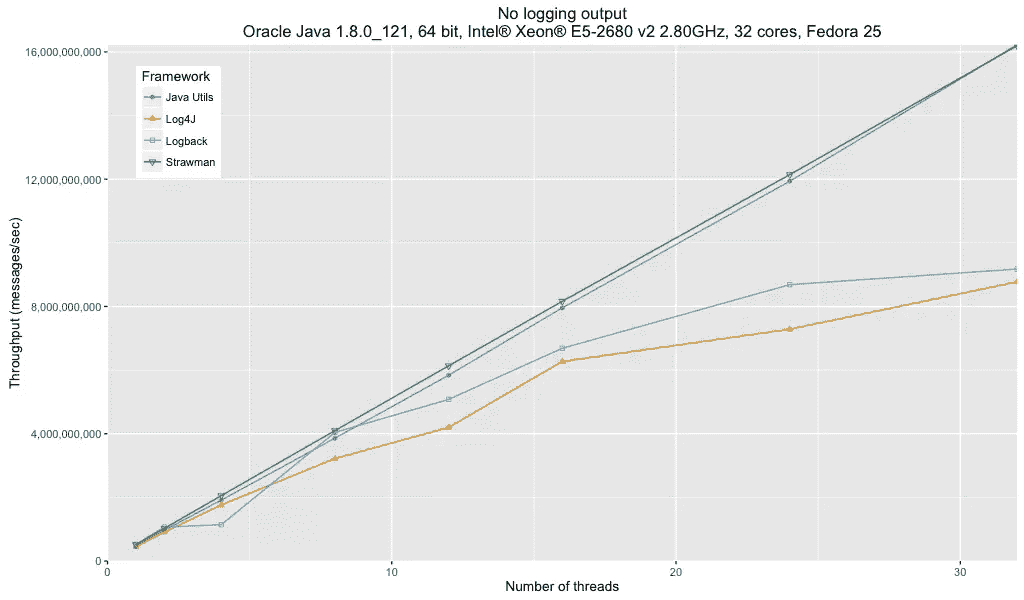 No logging output
Oracle Java 1.8.0_121, 64 bit, Intel® Xeon® E5-2680 v2 2.80GHz, 32 cores, Fedora 25
16,000,000,000
Framework
Java Utils
Log4J
Logback
Strawman
12,000,000,000
Throughput (messages/sec)
8,000,000,000
4,000,000,000
0
0 10 20 30
Number of threads